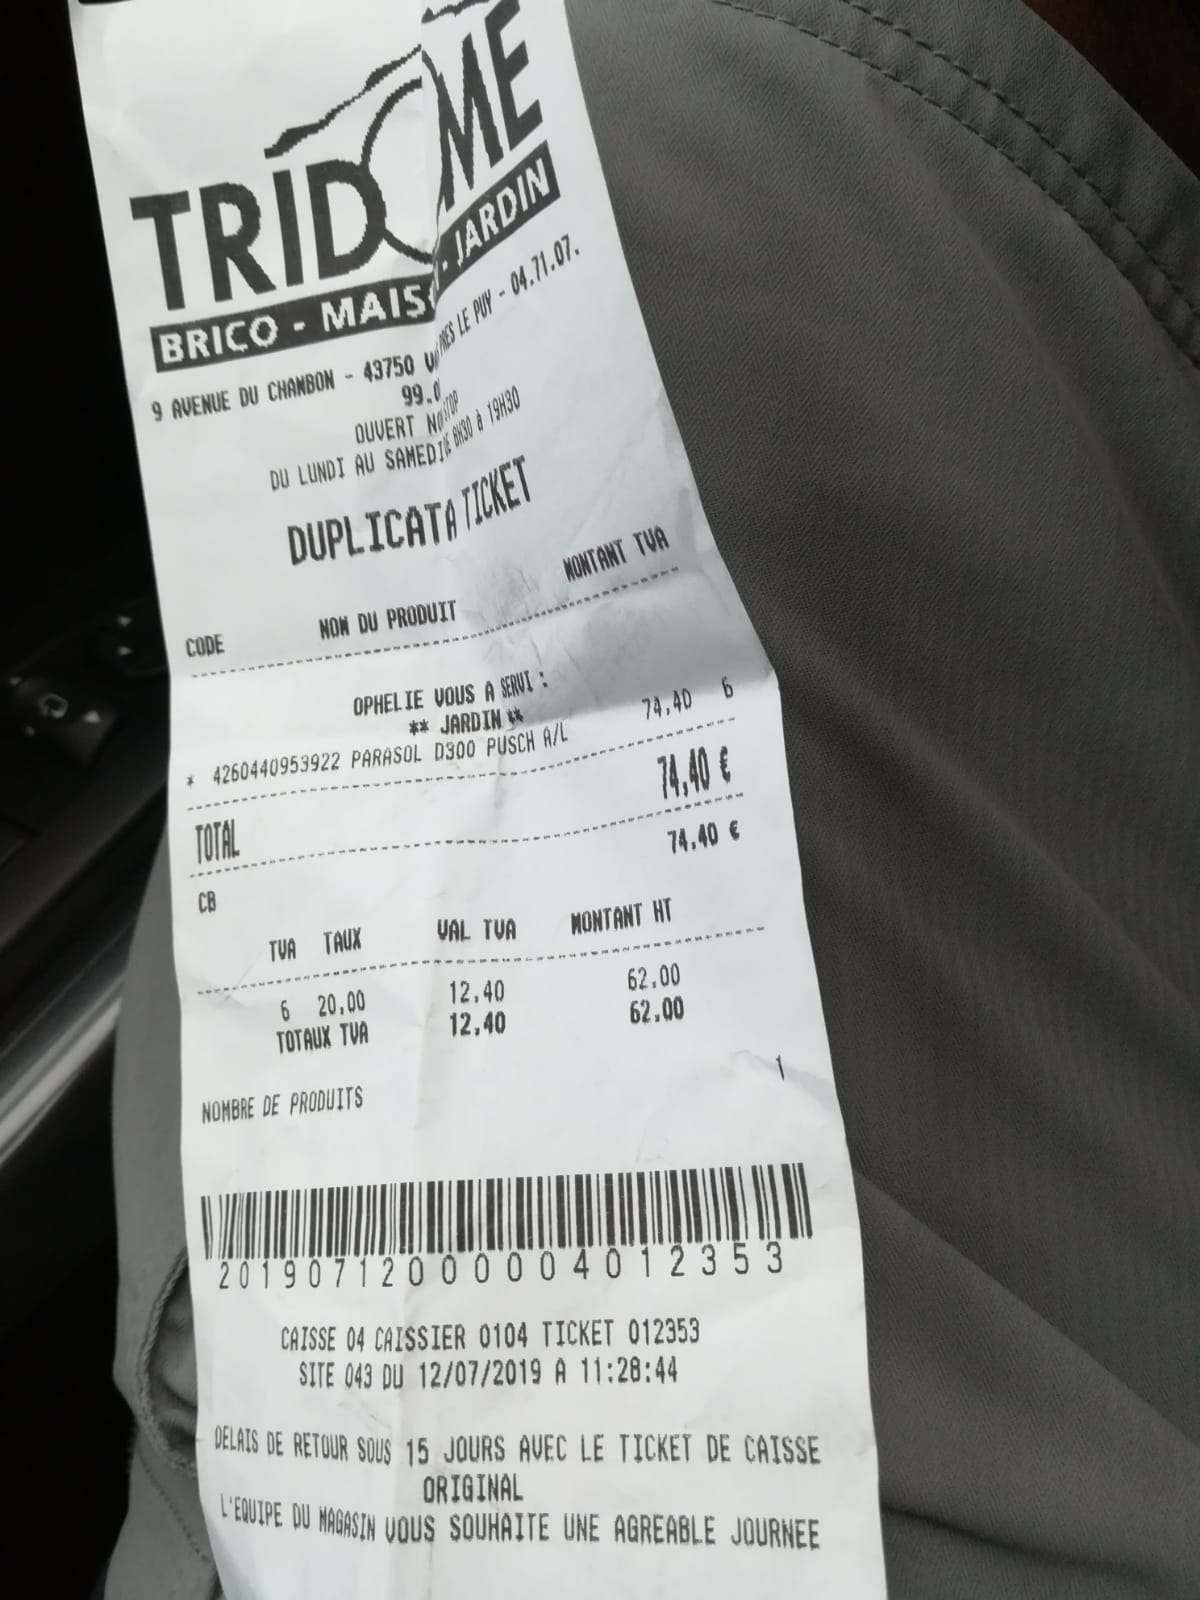 TRIDOME
BRICO - MAIS - JARDIN
9 AVENUE DU CHAMBON - 43750 PRES LE PUY - 04.71.07.
99.0
OUVERT NON STOP
DU LUNDI AU SAMEDI DE 8H30 à 19H30
DUPLICATA TICKET
CODE NOM DU PRODUIT MONTANT TVA
OPHELIE VOUS A SERVI :
** JARDIN **
* 4260440953922 PARASOL D300 PUSCH A/L 74,40 6
TOTAL 74,40 €
CB 74.40 €
TVA TAUX VAL TVA MONTANT HT
6 20,00 12,40 62,00
TOTAUX TVA 12,40 62,00
NOMBRE DE PRODUITS 1
20190712000004012353
CAISSE 04 CAISSIER 0104 TICKET 012353
SITE 043 DU 12/07/2019 A 11:28:44
DELAIS DE RETOUR SOUS 15 JOURS AVEC LE TICKET DE CAISSE
ORIGINAL
L'EQUIPE DU MAGASIN VOUS SOUHAITE UNE AGREABLE JOURNEE